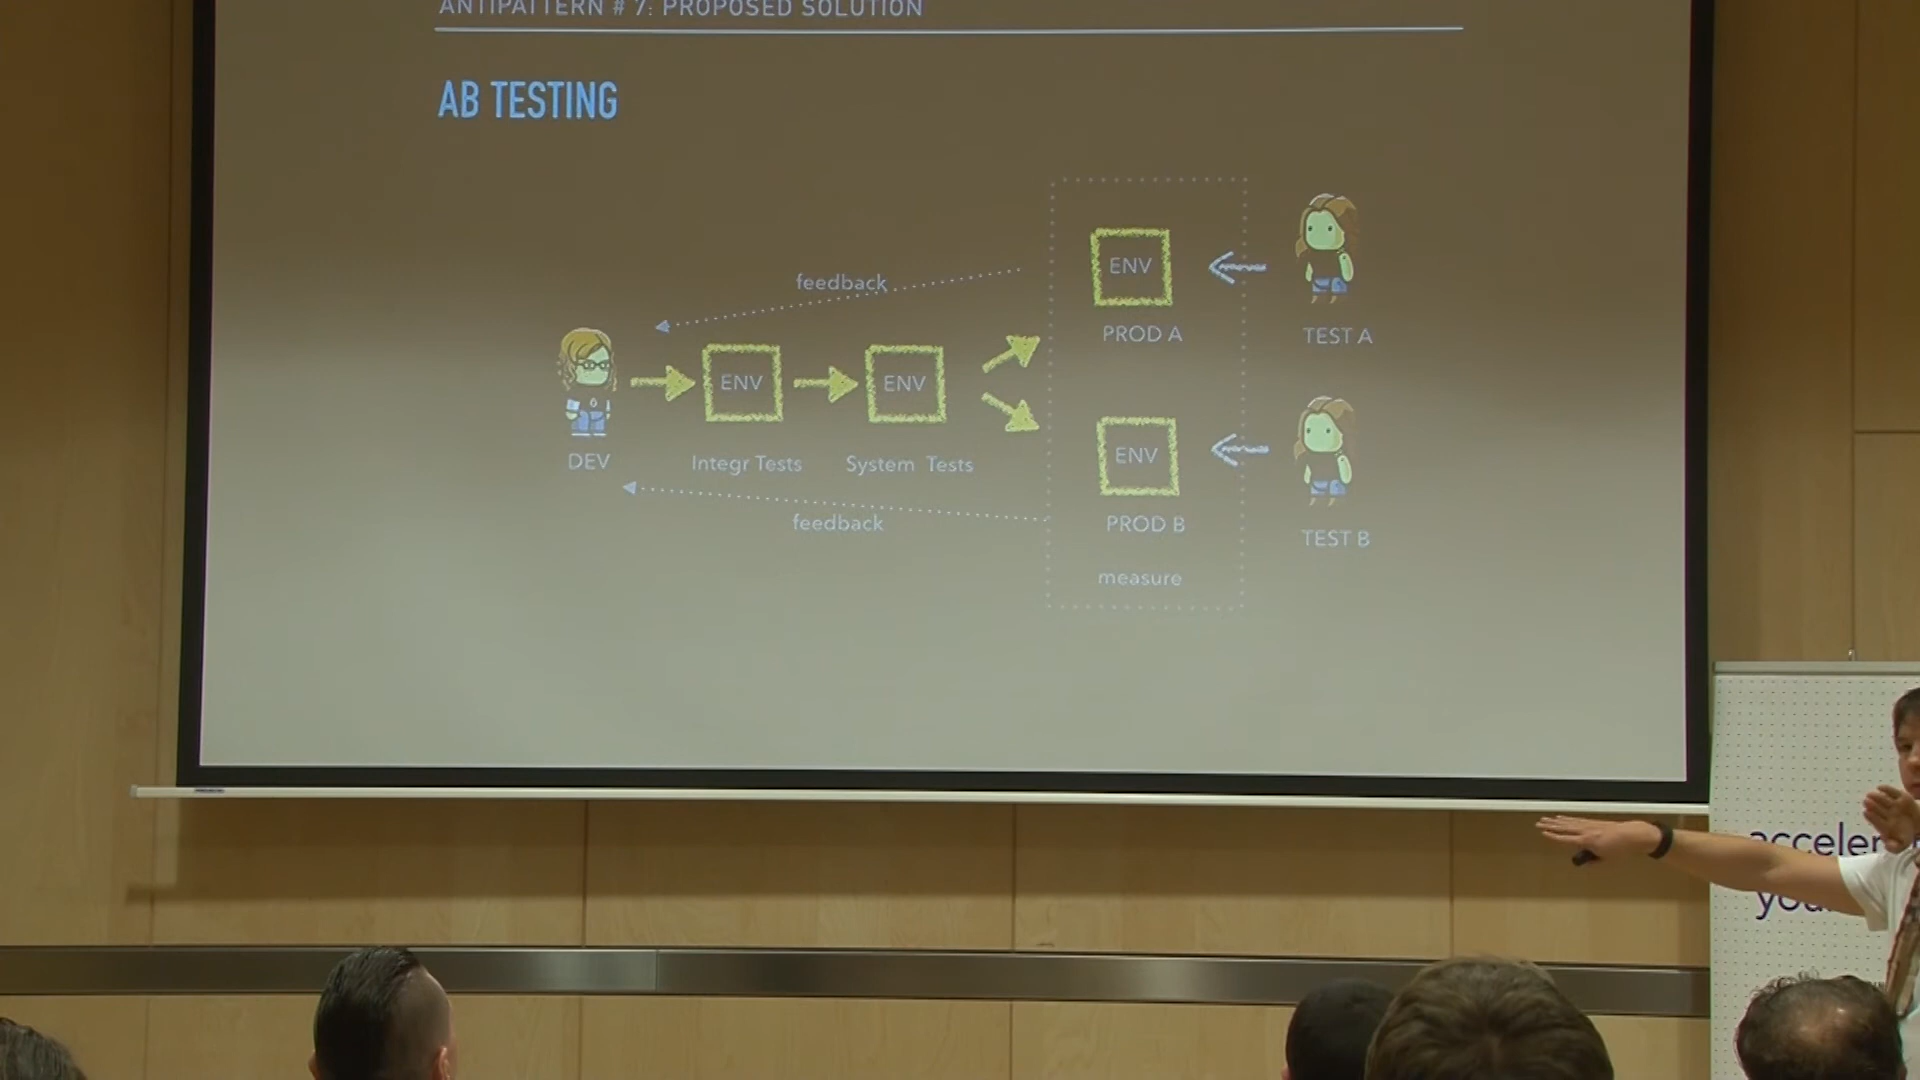 ANTIPATTERN # 7: PROPOSED SOLUTION
AB TESTING
ENV
PROD A
TEST A
feedback
ENV
ENV
DEV
Integr Tests
System Tests
ENV
PROD B
TEST B
feedback
measure